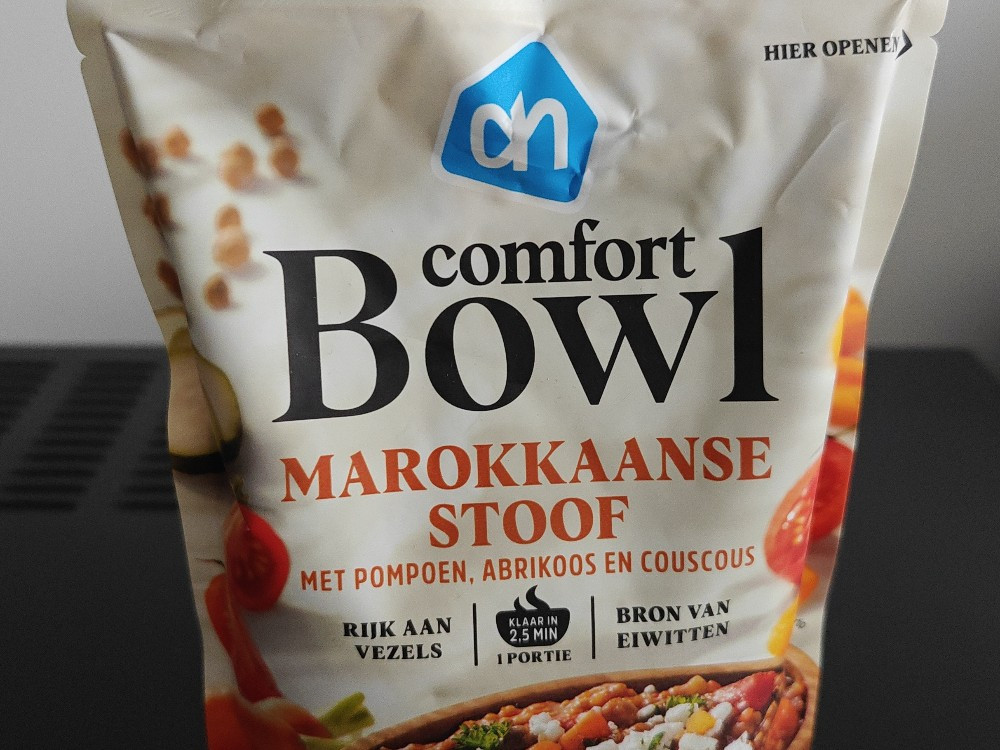 HIER OPENEN
ah
comfort
Bowl
MAROKKAANSE
STOOF
MET POMPOEN, ABRIKOOS EN COUSCOUS
RIJK AAN
VEZELS
KLAAR IN
2,5 MIN
1 PORTIE
BRON VAN
EIWITTEN